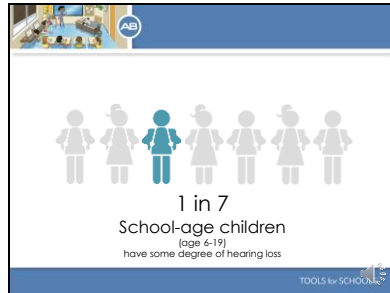 AB
1 in 7
School-age children
(age 6-19)
have some degree of hearing loss
TOOLS for SCHOOLS